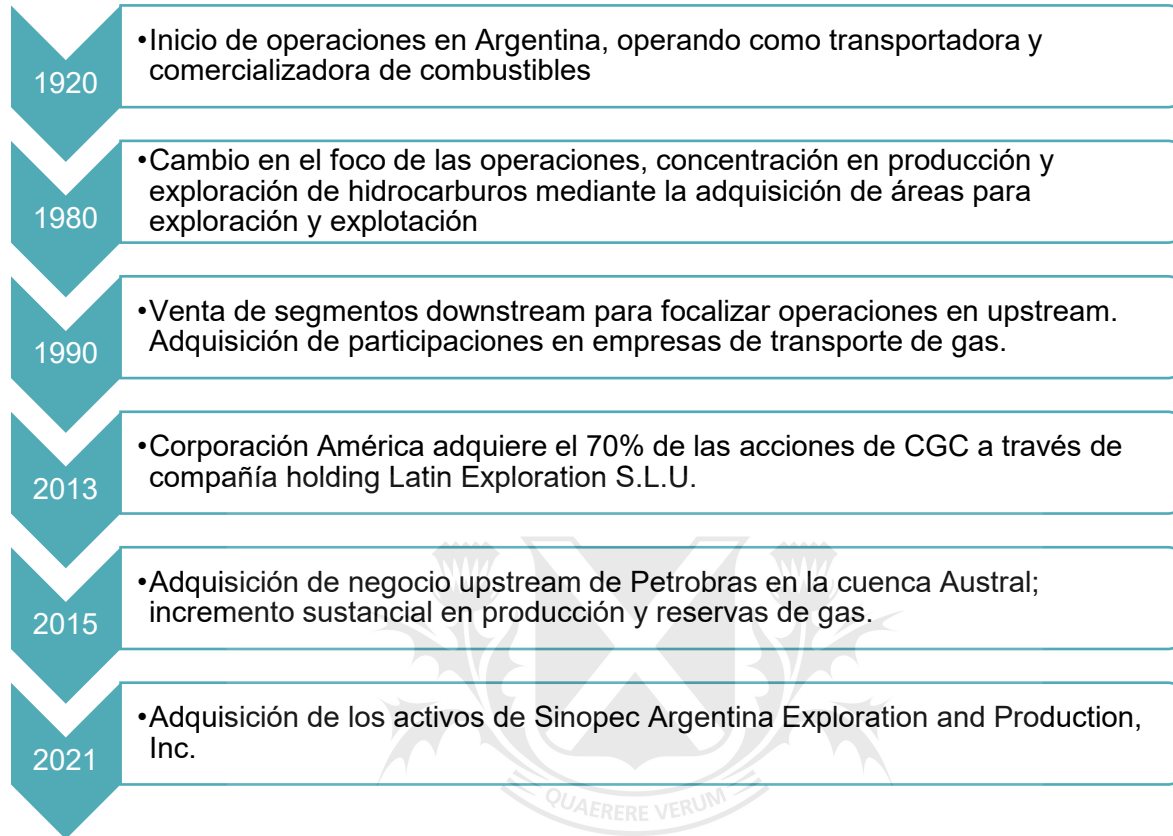 1920
•Inicio de operaciones en Argentina, operando como transportadora y
comercializadora de combustibles
1980
•Cambio en el foco de las operaciones, concentración en producción y
exploración de hidrocarburos mediante la adquisición de áreas para
exploración y explotación
1990
•Venta de segmentos downstream para focalizar operaciones en upstream.
Adquisición de participaciones en empresas de transporte de gas.
2013
•Corporación América adquiere el 70% de las acciones de CGC a través de
compañía holding Latin Exploration S.L.U.
2015
•Adquisición de negocio upstream de Petrobras en la cuenca Austral;
incremento sustancial en producción y reservas de gas.
2021
•Adquisición de los activos de Sinopec Argentina Exploration and Production,
Inc.
QUAERERE VERUM